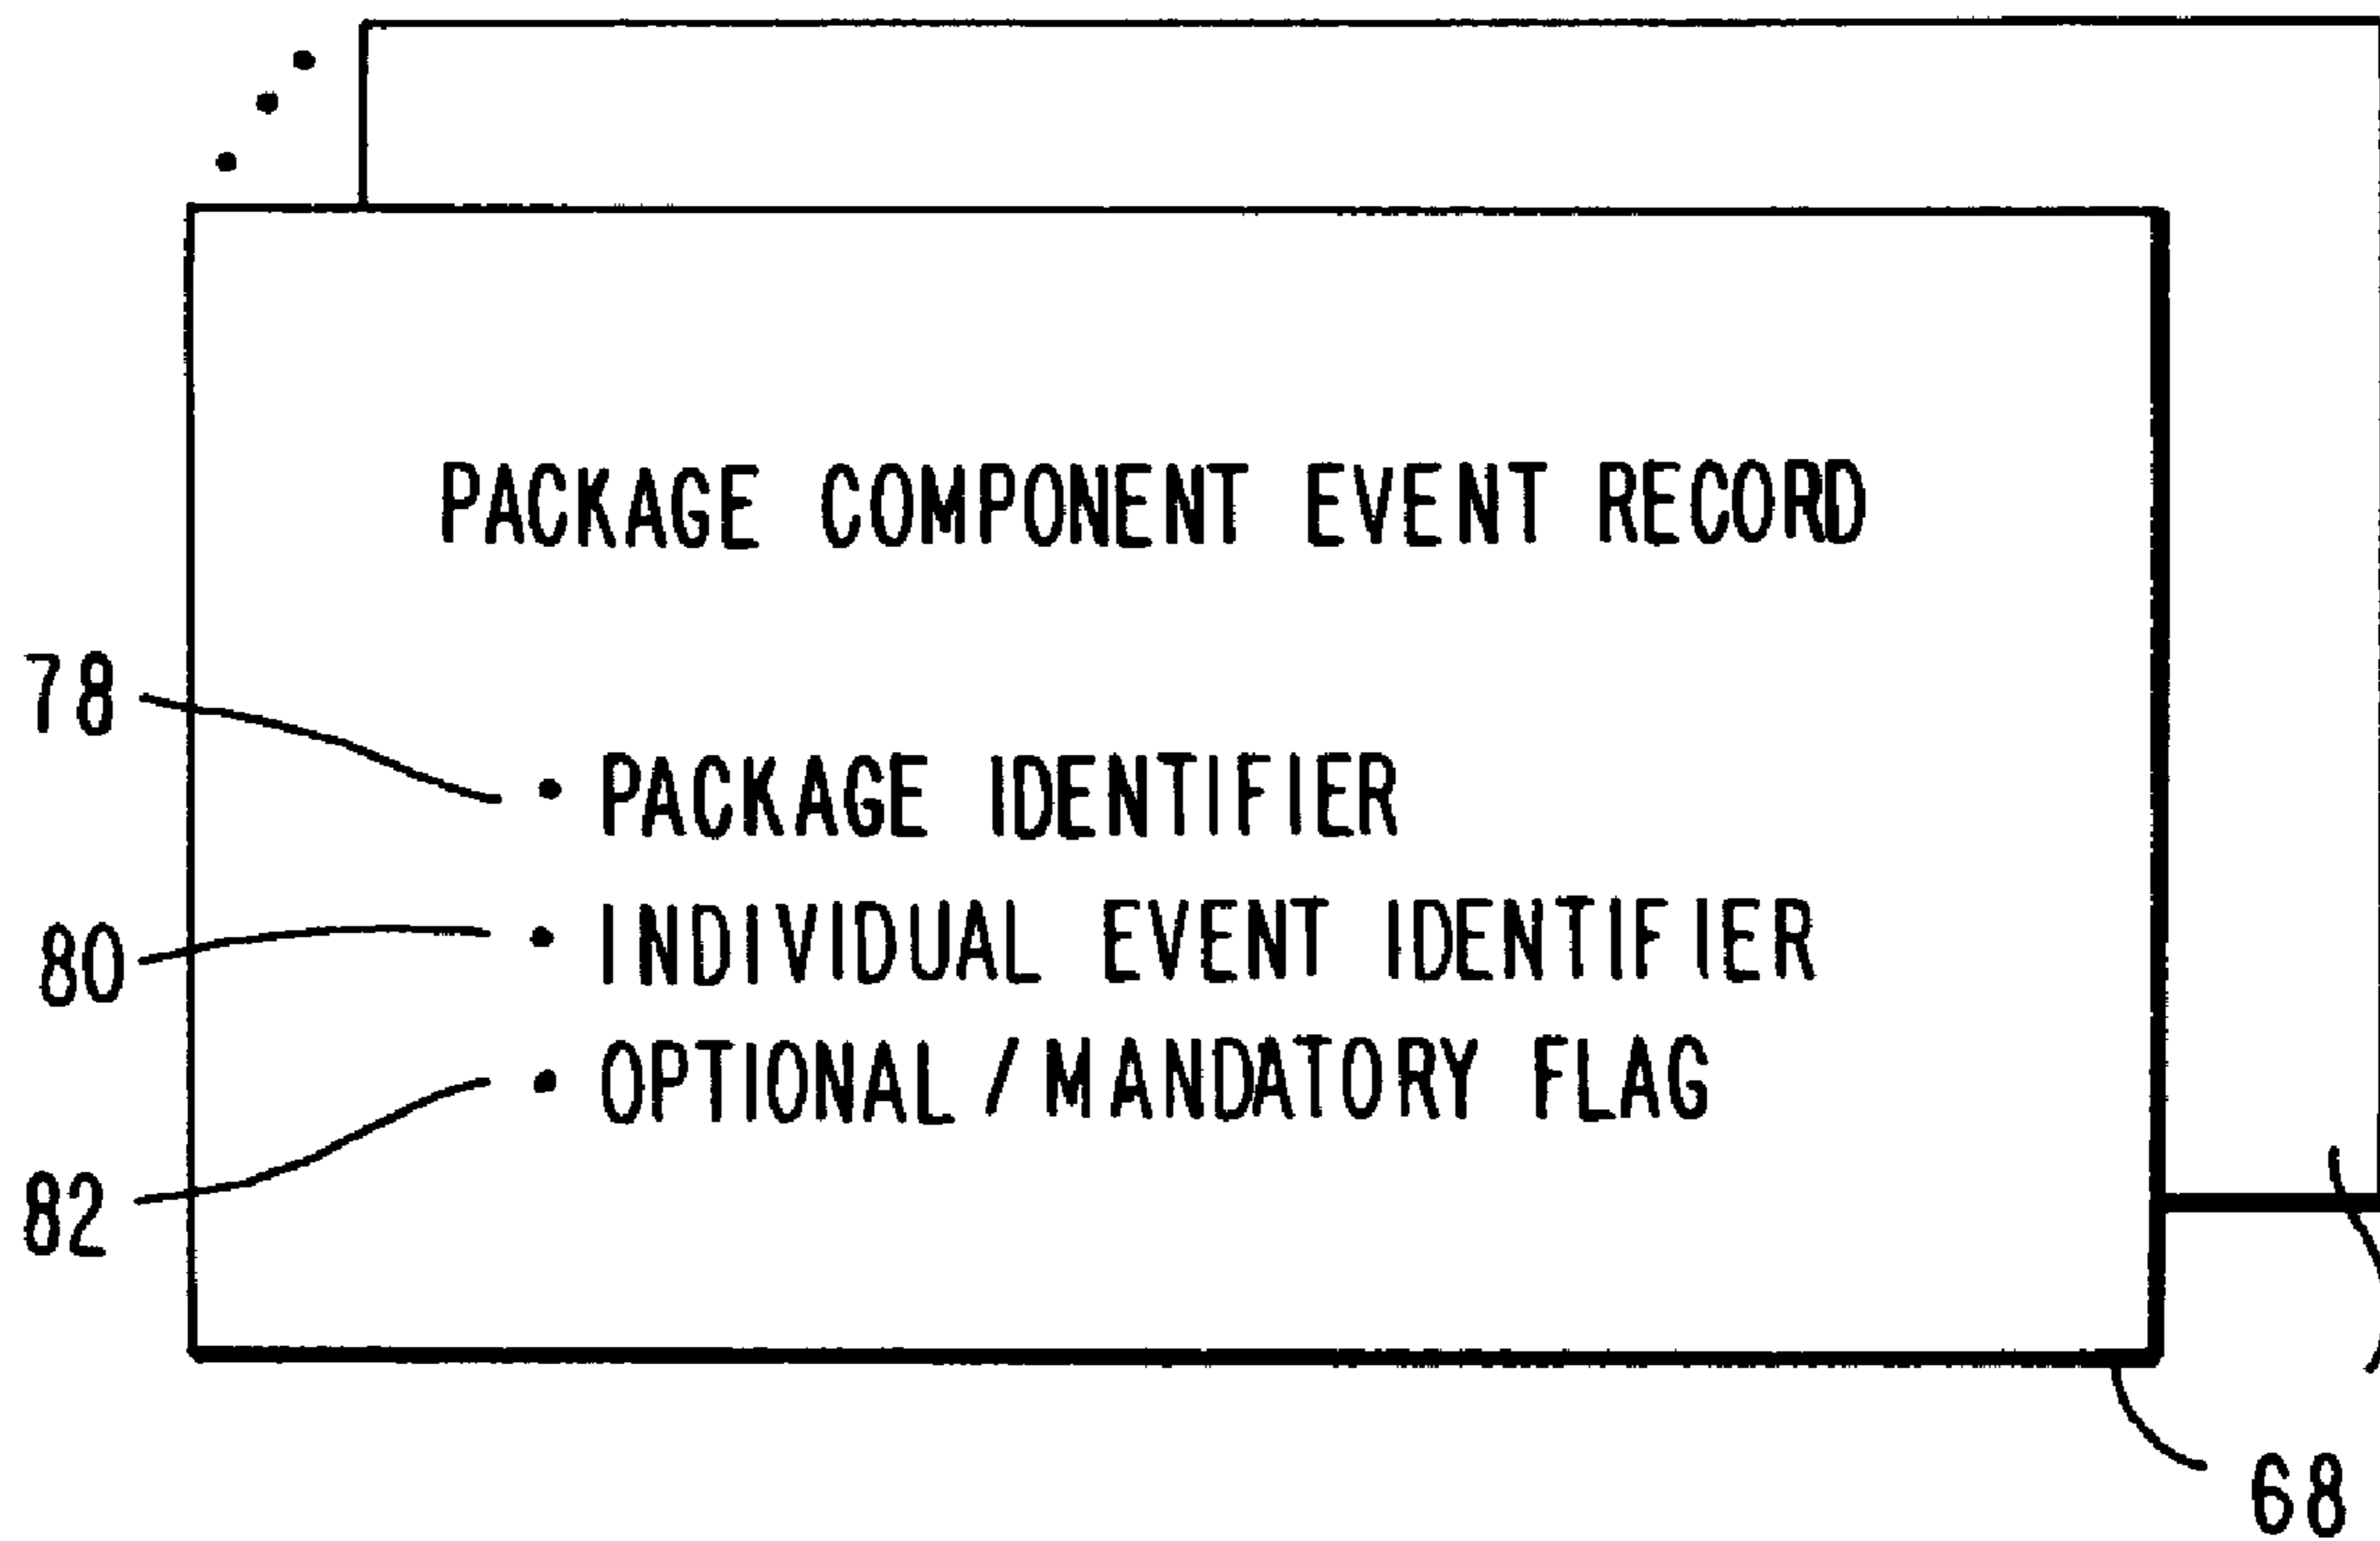 PACKAGE COMPONENT EVENT RECORD
78
• PACKAGE IDENTIFIER
80
• INDIVIDUAL EVENT IDENTIFIER
• OPTIONAL/MANDATORY FLAG
82
68